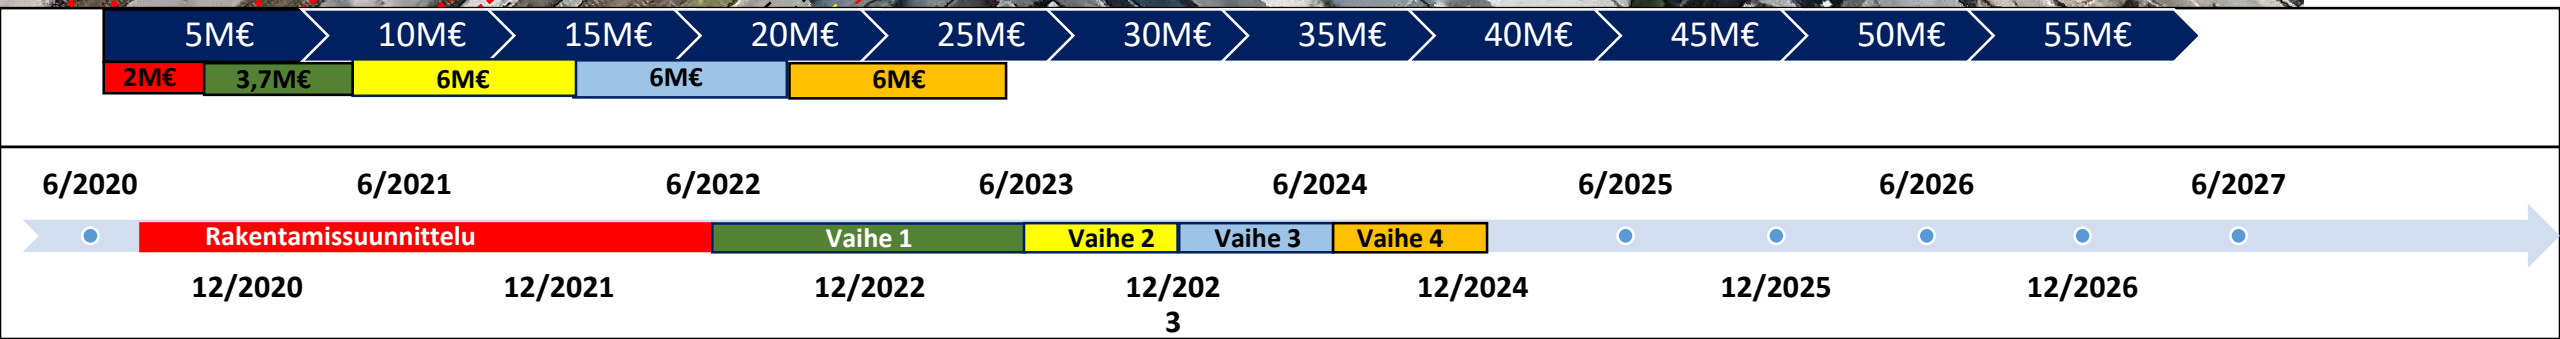 5M€ 10M€ 15M€ 20M€ 25M€ 30M€ 35M€ 40M€ 45M€ 50M€ 55M€
2M€ 3,7M€ 6M€ 6M€ 6M€
6/2020 6/2021 6/2022 6/2023 6/2024 6/2025 6/2026 6/2027
Rakentamissuunnittelu Vaihe 1 Vaihe 2 Vaihe 3 Vaihe 4
12/2020 12/2021 12/2022 12/202 12/2024 12/2025 12/2026
3